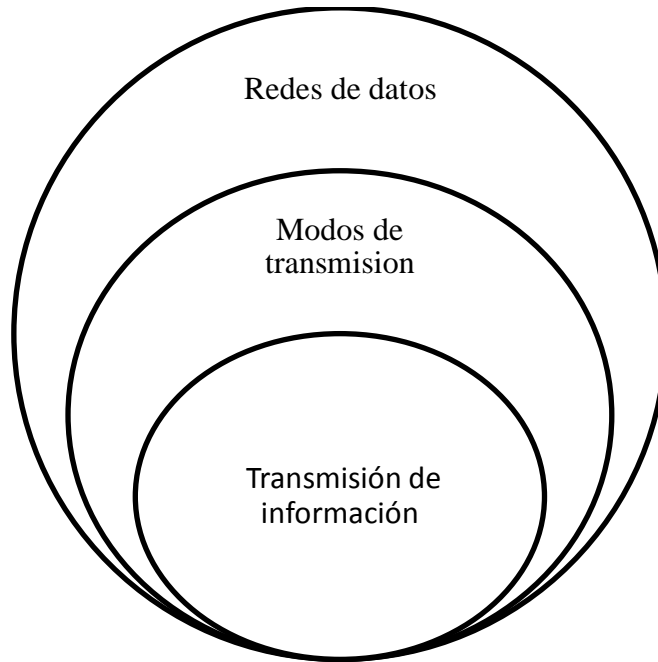 Redes de datos
Modos de
transmision
Transmisión de
información